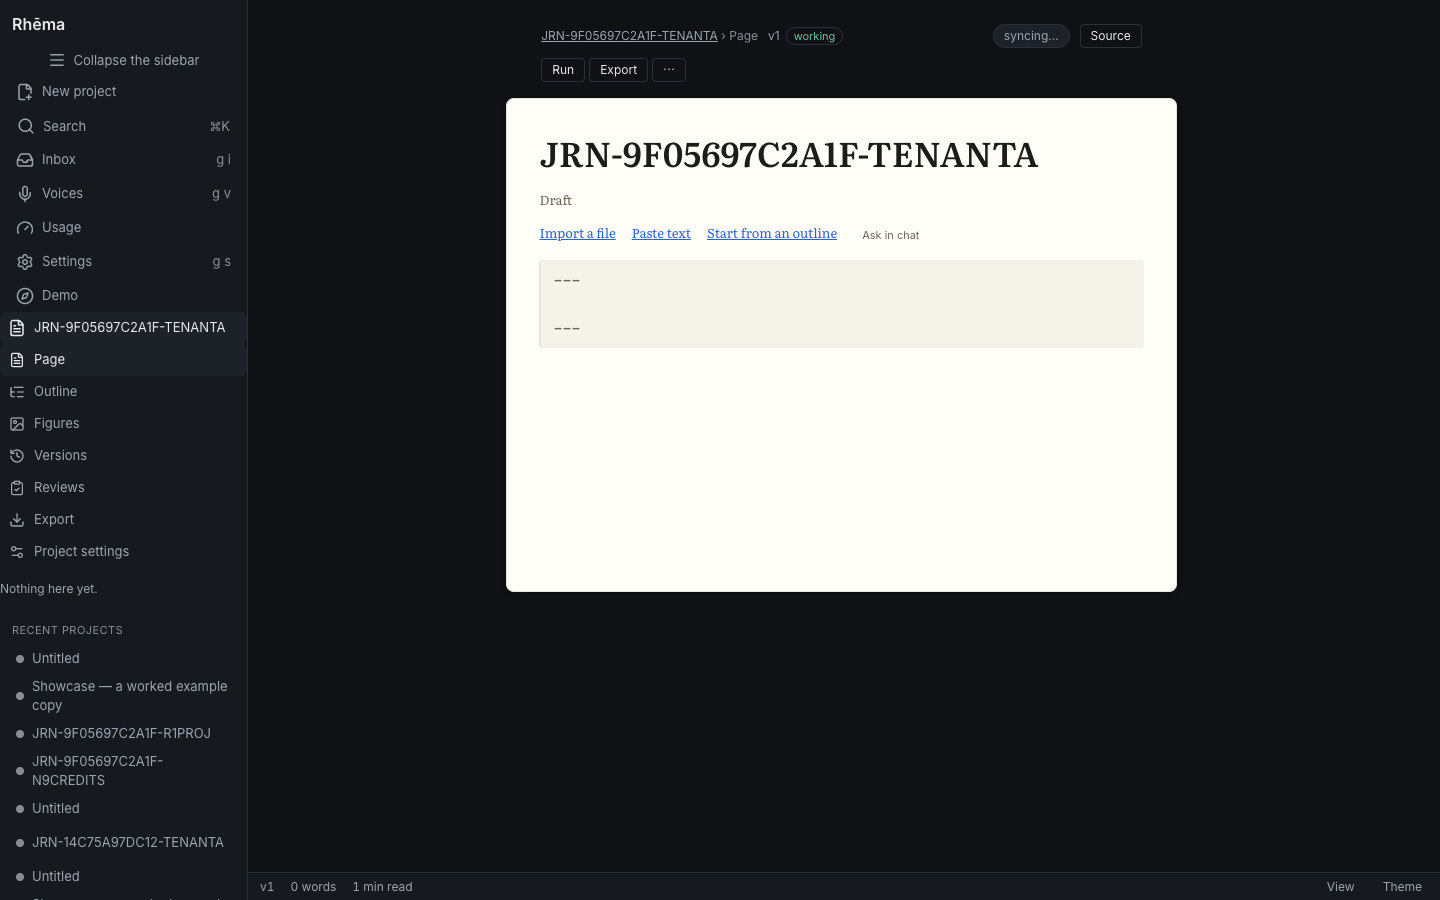 Rhēma
Collapse the sidebar
New project
Search ⌘K
Inbox g i
Voices g v
Usage
Settings g s
Demo
JRN-9F05697C2A1F-TENANTA
Page
Outline
Figures
Versions
Reviews
Export
Project settings
Nothing here yet.
RECENT PROJECTS
Untitled
Showcase — a worked example
copy
JRN-9F05697C2A1F-R1PROJ
JRN-9F05697C2A1F-
N9CREDITS
Untitled
JRN-14C75A97DC12-TENANTA
Untitled
JRN-9F05697C2A1F-TENANTA › Page v1 working
syncing… Source
Run Export ···
JRN-9F05697C2A1F-TENANTA
Draft
Import a file Paste text Start from an outline Ask in chat
---
---
v1 0 words 1 min read
View Theme